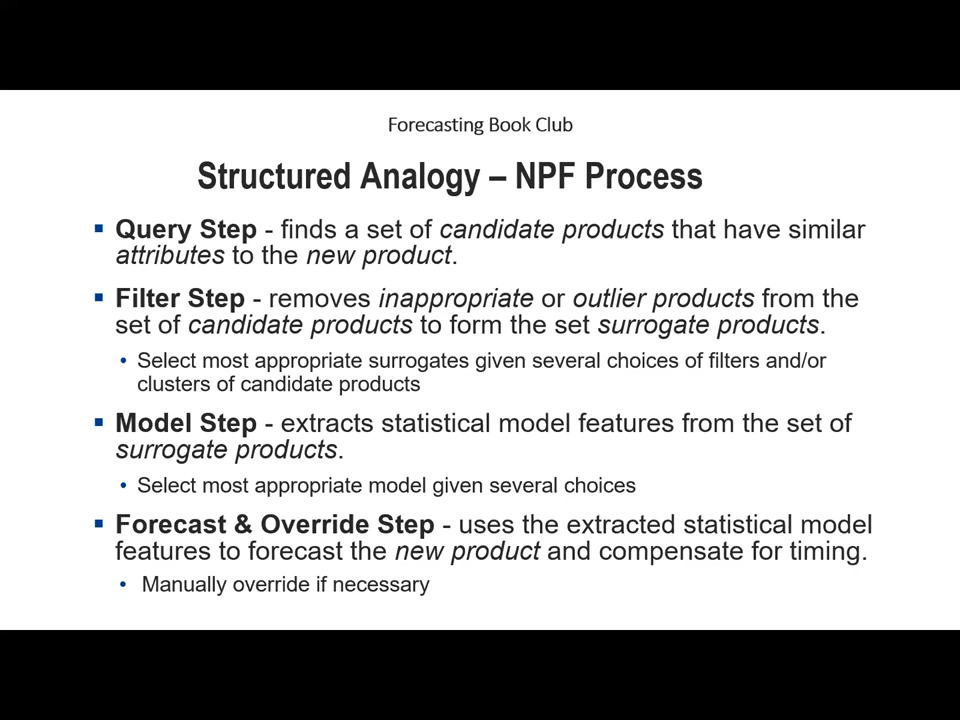 Forecasting Book Club
Structured Analogy – NPF Process
▪ Query Step - finds a set of candidate products that have similar
attributes to the new product.
▪ Filter Step - removes inappropriate or outlier products from the
set of candidate products to form the set surrogate products.
• Select most appropriate surrogates given several choices of filters and/or
clusters of candidate products
▪ Model Step - extracts statistical model features from the set of
surrogate products.
• Select most appropriate model given several choices
▪ Forecast & Override Step - uses the extracted statistical model
features to forecast the new product and compensate for timing.
• Manually override if necessary